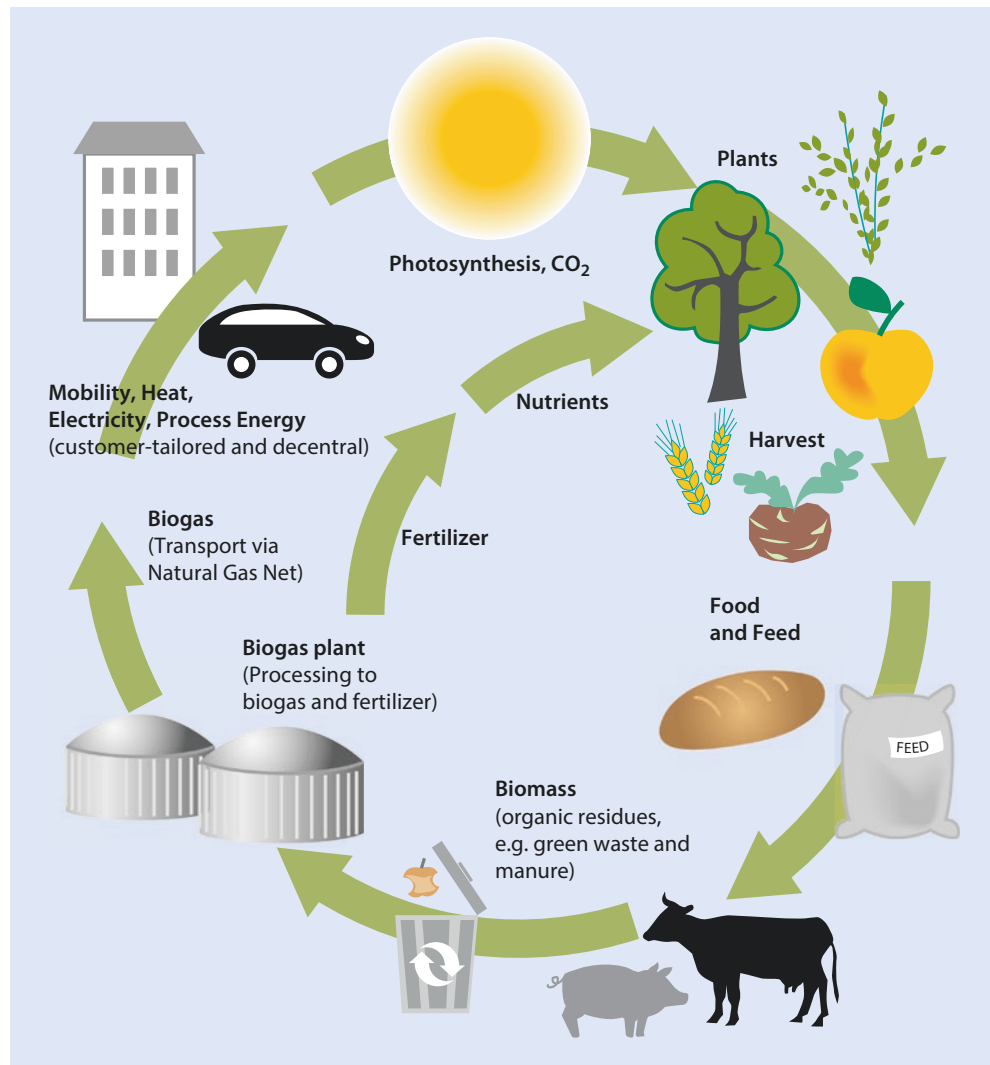 Plants
Photosynthesis, CO₂
Mobility, Heat,
Electricity, Process Energy
(customer-tailored and decentral)
Nutrients
Harvest
Biogas
(Transport via
Natural Gas Net)
Fertilizer
Food
and Feed
Biogas plant
(Processing to
biogas and fertilizer)
FEED
Biomass
(organic residues,
e.g. green waste and
manure)